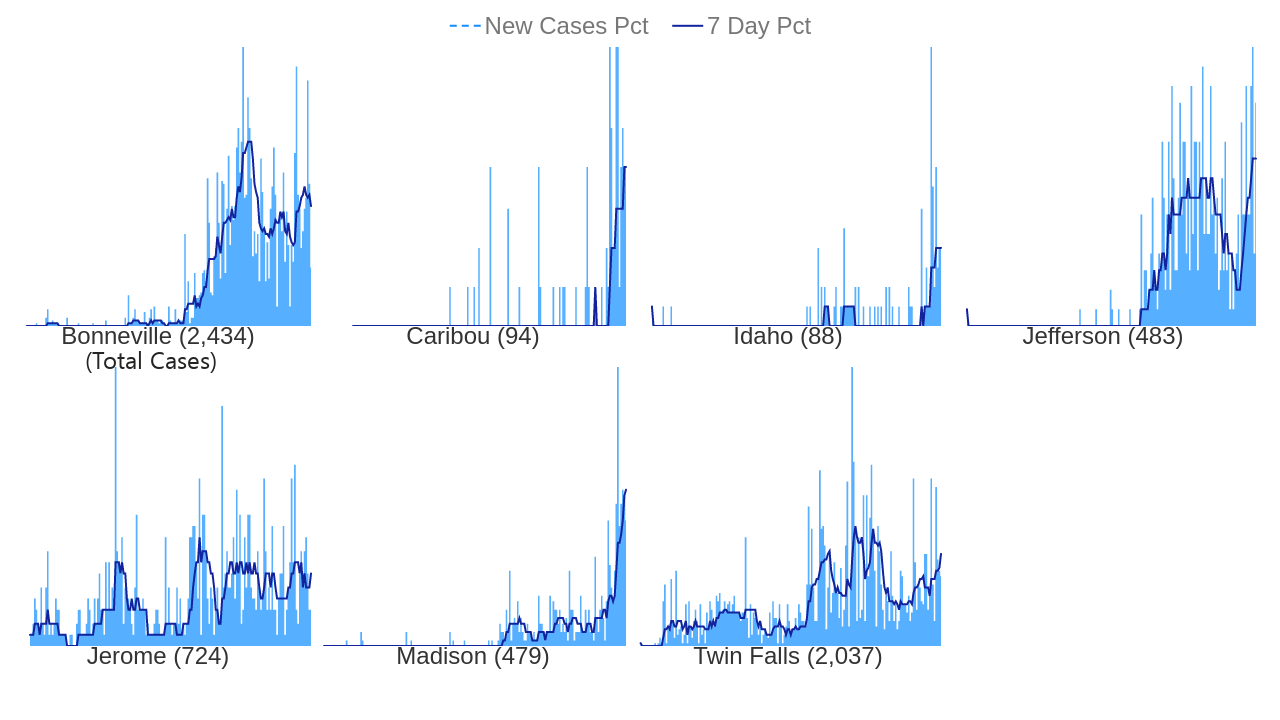 New Cases Pct 7 Day Pct
Bonneville (2,434)
(Total Cases)
Caribou (94)
Idaho (88)
Jefferson (483)
Jerome (724)
Madison (479)
Twin Falls (2,037)